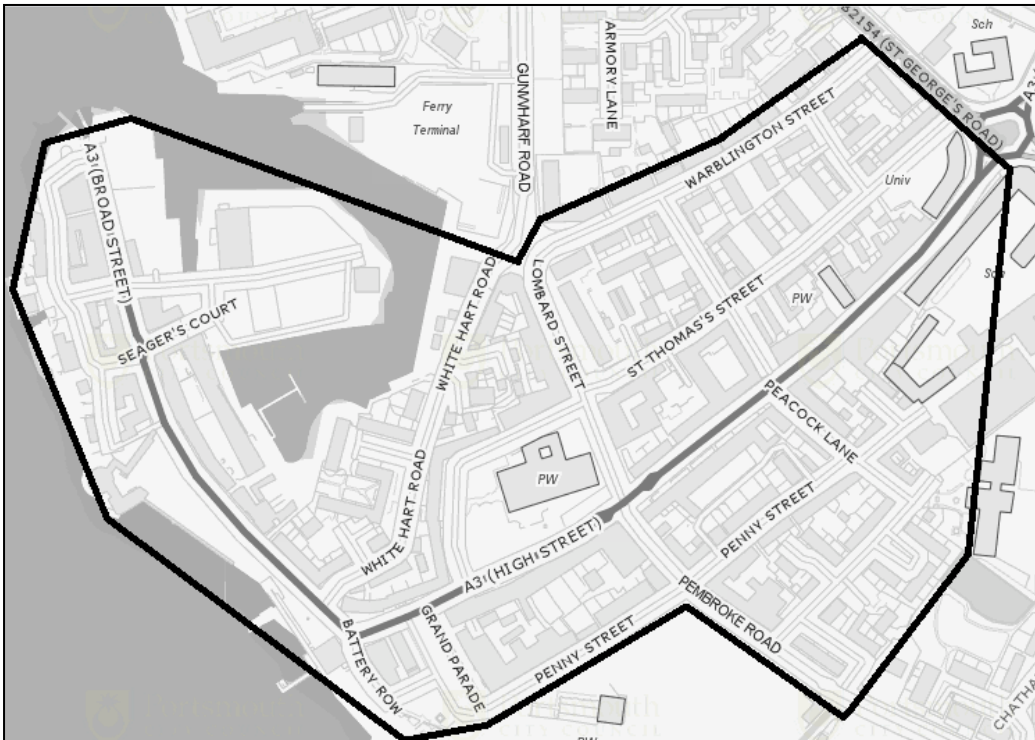 B2154 (ST GEORGE'S ROAD)
Sch
A3
GUNWHARF ROAD
ARMORY LANE
Ferry
Terminal
WARBLINGTON STREET
A3 (BROAD STREET)
Univ
Sch
LOMBARD STREET
WHITE HART ROAD
SEAGER'S COURT
PW
ST THOMAS'S STREET
PEACOCK LANE
PW
WHITE HART ROAD
PENNY STREET
A3 (HIGH STREET)
PEMBROKE ROAD
GRAND PARADE
BATTERY ROW
PENNY STREET
PW